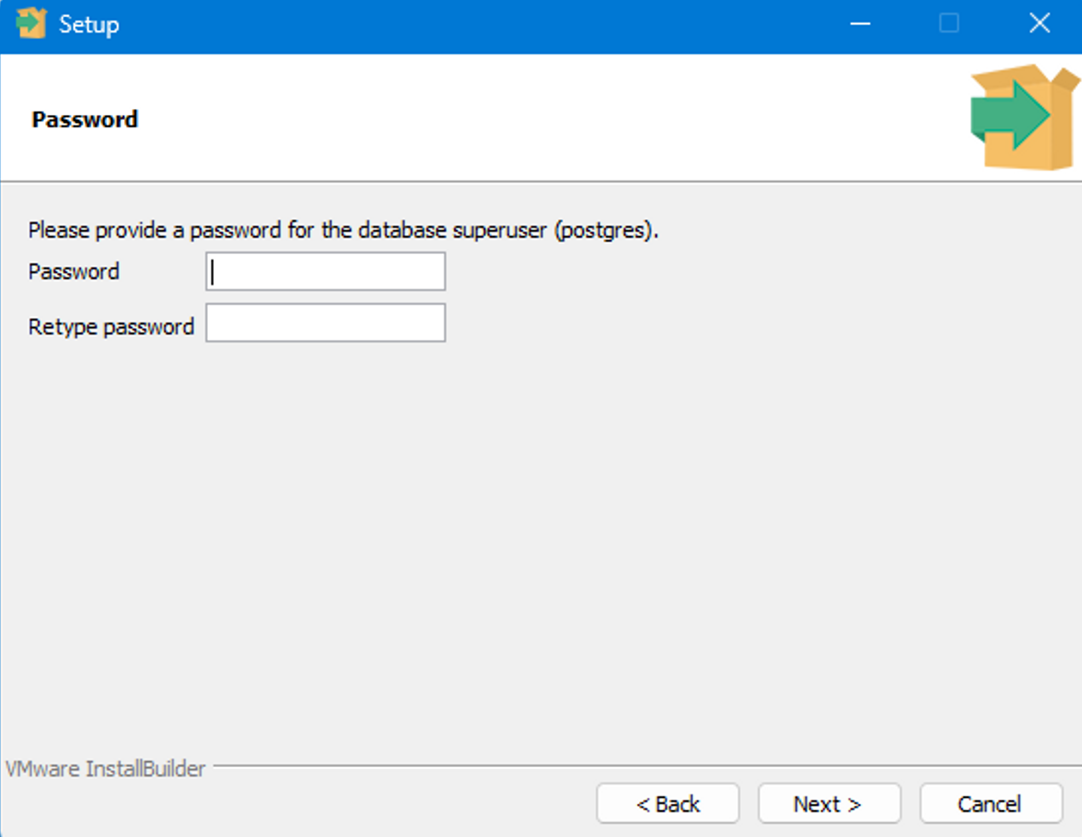 Setup
Password
Please provide a password for the database superuser (postgres).
Password
Retype password
VMware InstallBuilder
< Back Next > Cancel